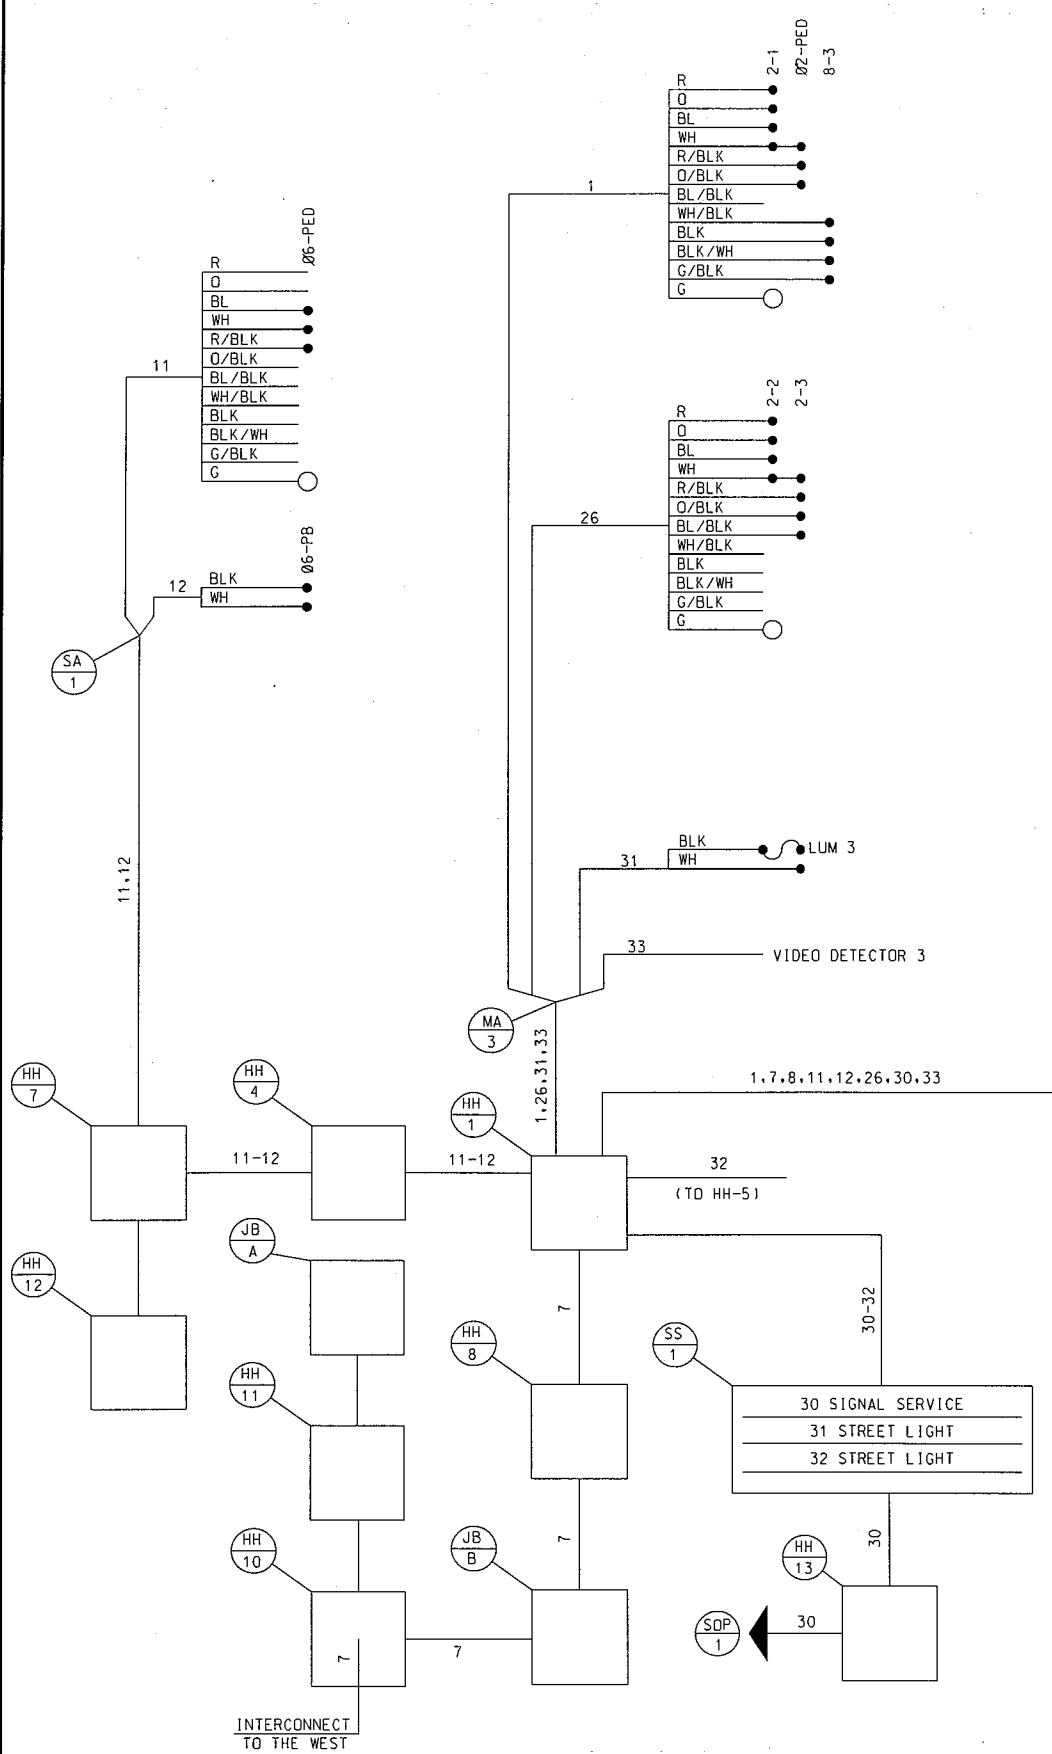 2-1
Ø2-PED
8-3
R
O
BL
WH
R/BLK
O/BLK
BL/BLK
WH/BLK
BLK
BLK/WH
G/BLK
G
1
Ø6-PED
R
O
BL
WH
R/BLK
O/BLK
BL/BLK
WH/BLK
BLK
BLK/WH
G/BLK
G
11
2-2
2-3
R
O
BL
WH
R/BLK
O/BLK
BL/BLK
WH/BLK
BLK
BLK/WH
G/BLK
G
26
Ø6-PB
12
BLK
WH
SA
1
11,12
31
BLK
WH
LUM 3
33
VIDEO DETECTOR 3
MA
3
1,26,31,33
1,7,8,11,12,26,30,33
HH
7
HH
4
HH
1
11-12
11-12
32
(TO HH-5)
HH
12
JB
A
7
30-32
HH
8
SS
1
HH
11
30 SIGNAL SERVICE
31 STREET LIGHT
32 STREET LIGHT
HH
10
JB
B
7
30
HH
13
SOP
1
30
7
7
INTERCONNECT
TO THE WEST